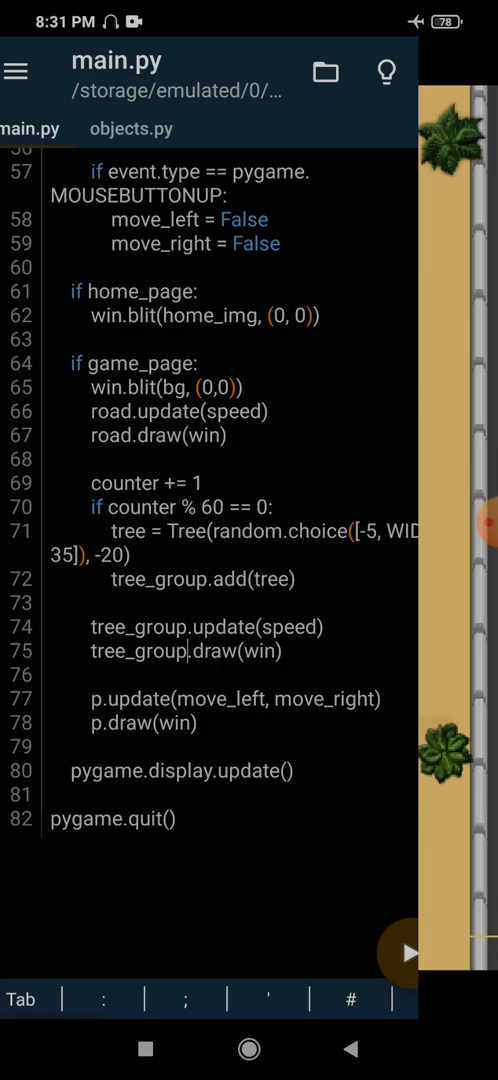 8:31 PM
78
main.py
/storage/emulated/0/...
main.py
objects.py
57 if event.type == pygame.
MOUSEBUTTONUP:
58 move_left = False
59 move_right = False
60
61 if home_page:
62 win.blit(home_img, (0, 0))
63
64 if game_page:
65 win.blit(bg, (0,0))
66 road.update(speed)
67 road.draw(win)
68
69 counter += 1
70 if counter % 60 == 0:
71 tree = Tree(random.choice([-5, WID
35]), -20)
72 tree_group.add(tree)
73
74 tree_group.update(speed)
75 tree_group.draw(win)
76
77 p.update(move_left, move_right)
78 p.draw(win)
79
80 pygame.display.update()
81
82 pygame.quit()
Tab : ; ' #